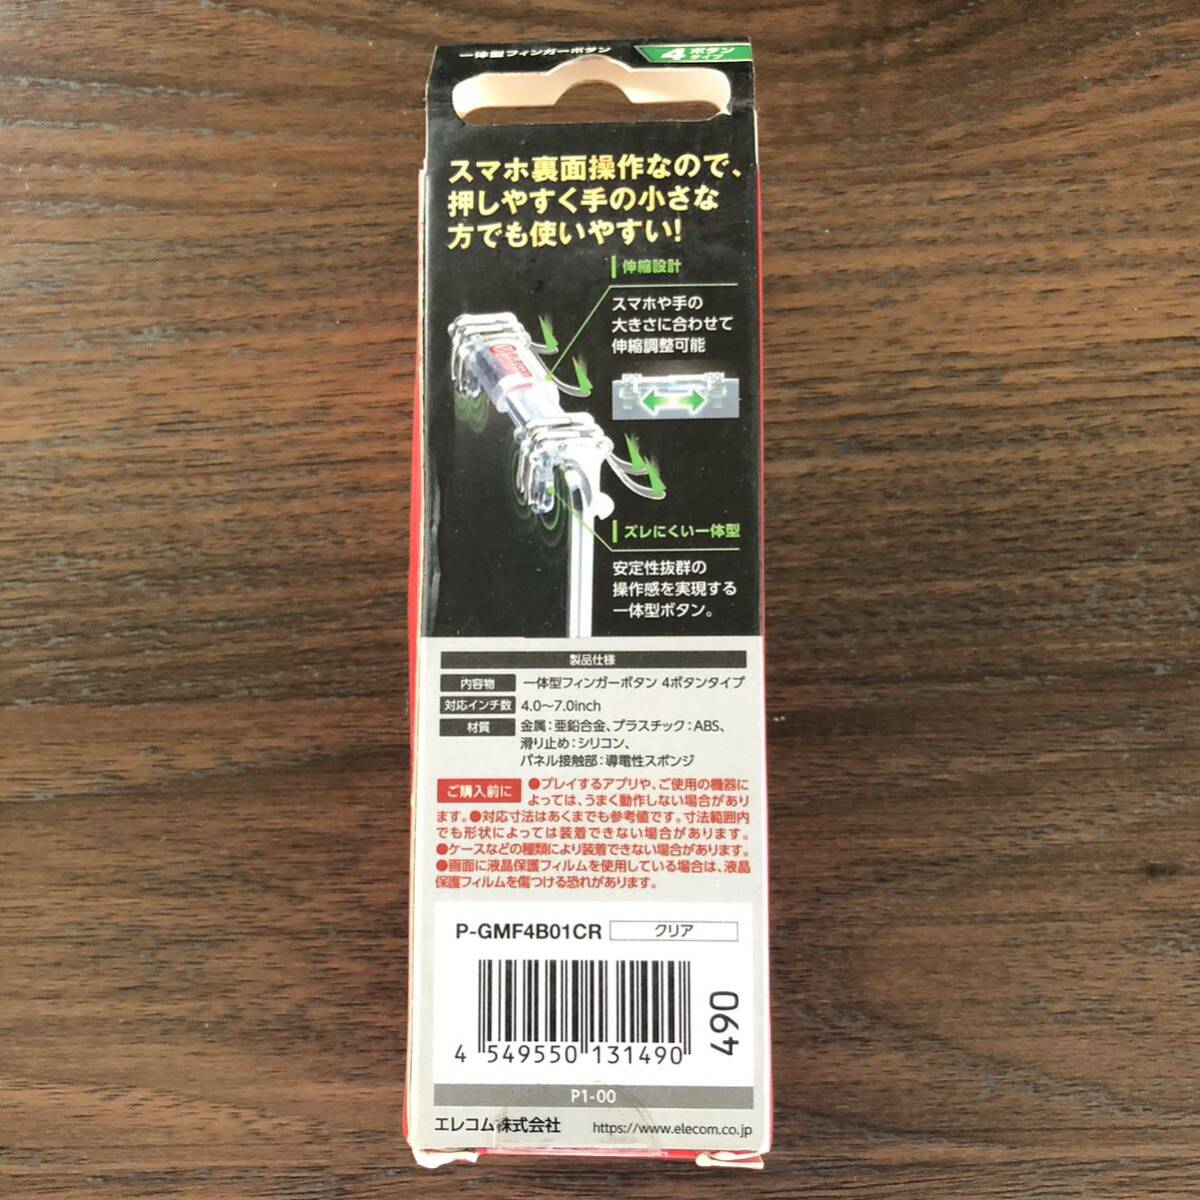 一体型フィンガーボタン
4ボタンタイプ
スマホ裏面操作なので、
押しやすく手の小さな
方でも使いやすい!
伸縮設計
スマホや手の
大きさに合わせて
伸縮調整可能
ズレにくい一体型
安定性抜群の
操作感を実現する
一体型ボタン。
製品仕様
内容物 一体型フィンガーボタン 4ボタンタイプ
対応インチ数 4.0〜7.0inch
材質 金属:亜鉛合金、プラスチック:ABS、
滑り止め:シリコン、
パネル接触部:導電性スポンジ
ご購入前に ●プレイするアプリや、ご使用の機器に
よっては、うまく動作しない場合があり
ます。●対応寸法はあくまでも参考値です。寸法範囲内
でも形状によっては装着できない場合があります。
●ケースなどの種類により装着できない場合があります。
●画面に液晶保護フィルムを使用している場合は、液晶
保護フィルムを傷つける恐れがあります。
P-GMF4B01CR クリア
4 549550 131490
490
P1-00
エレコム株式会社 https://www.elecom.co.jp